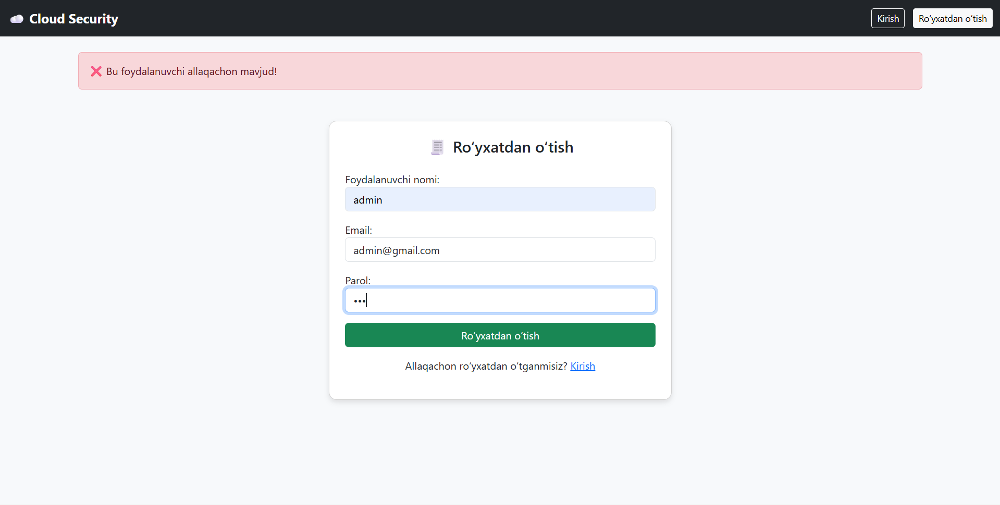 Cloud Security
Kirish
Ro‘yxatdan o‘tish
❌ Bu foydalanuvchi allaqachon mavjud!
Ro‘yxatdan o‘tish
Foydalanuvchi nomi:
admin
Email:
admin@gmail.com
Parol:
•••
Ro‘yxatdan o‘tish
Allaqachon ro‘yxatdan o‘tganmisiz? Kirish